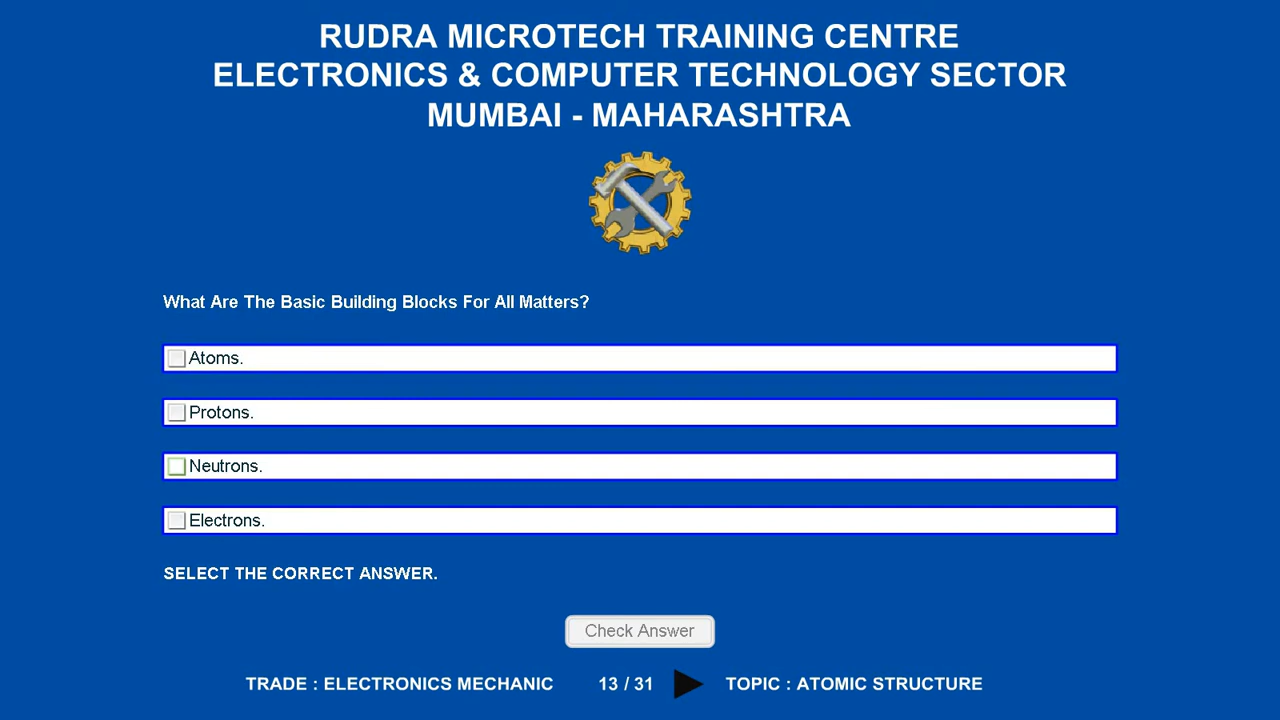 RUDRA MICROTECH TRAINING CENTRE
ELECTRONICS & COMPUTER TECHNOLOGY SECTOR
MUMBAI - MAHARASHTRA
What Are The Basic Building Blocks For All Matters?
Atoms.
Protons.
Neutrons.
Electrons.
SELECT THE CORRECT ANSWER.
Check Answer
TRADE : ELECTRONICS MECHANIC 13 / 31 TOPIC : ATOMIC STRUCTURE